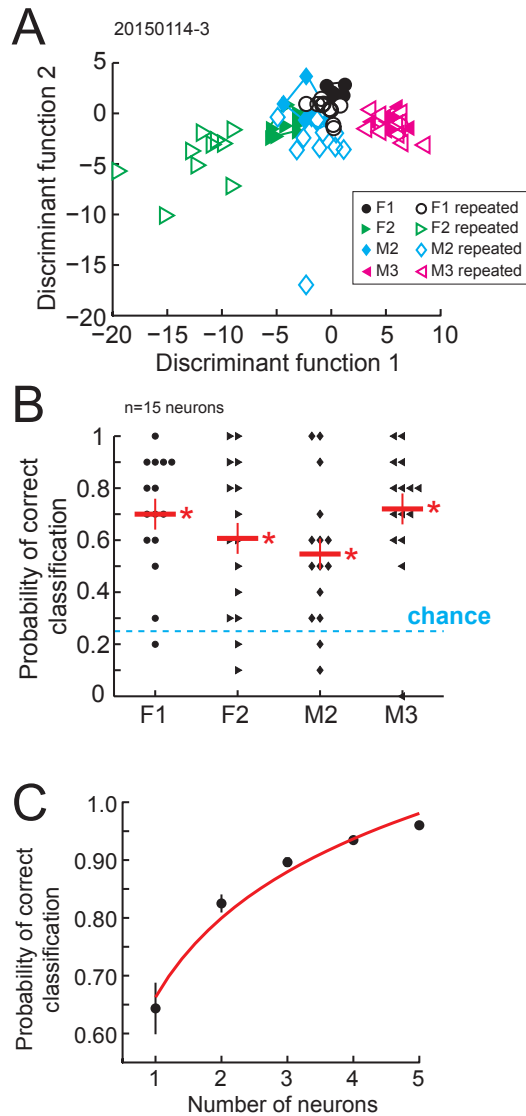 A
20150114-3
Discriminant function 2
5
0
−5
−10
−15
−20
−20
−15
−10
−5
0
5
10
Discriminant function 1
F1
F1 repeated
F2
F2 repeated
M2
M2 repeated
M3
M3 repeated
B
n=15 neurons
Probability of correct
classification
1
0.8
0.6
0.4
0.2
0
*
*
*
*
chance
F1
F2
M2
M3
C
Probability of correct
classification
1.0
0.90
0.80
0.70
0.60
1
2
3
4
5
Number of neurons